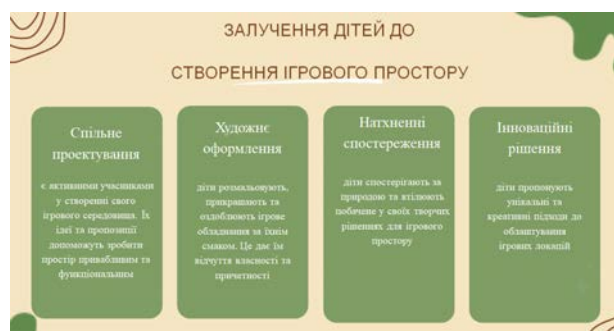 ЗАЛУЧЕННЯ ДІТЕЙ ДО
СТВОРЕННЯ ІГРОВОГО ПРОСТОРУ
Спільне
проектування
є активними учасниками
у створенні свого
ігрового середовища. Їх
ідеї та пропозиції
допоможуть зробити
простір привабливим та
функціональним
Художнє
оформлення
діти розмальовують,
прикрашають та
оздоблюють ігрове
обладнання за їхнім
смаком. Це дає їм
відчуття власності та
причетності
Натхненні
спостереження
діти спостерігають за
природою та втілюють
побачене у своїх творчих
рішеннях для ігрового
простору
Інноваційні
рішення
діти пропонують
унікальні та
креативні підходи до
облаштування
ігрових локацій